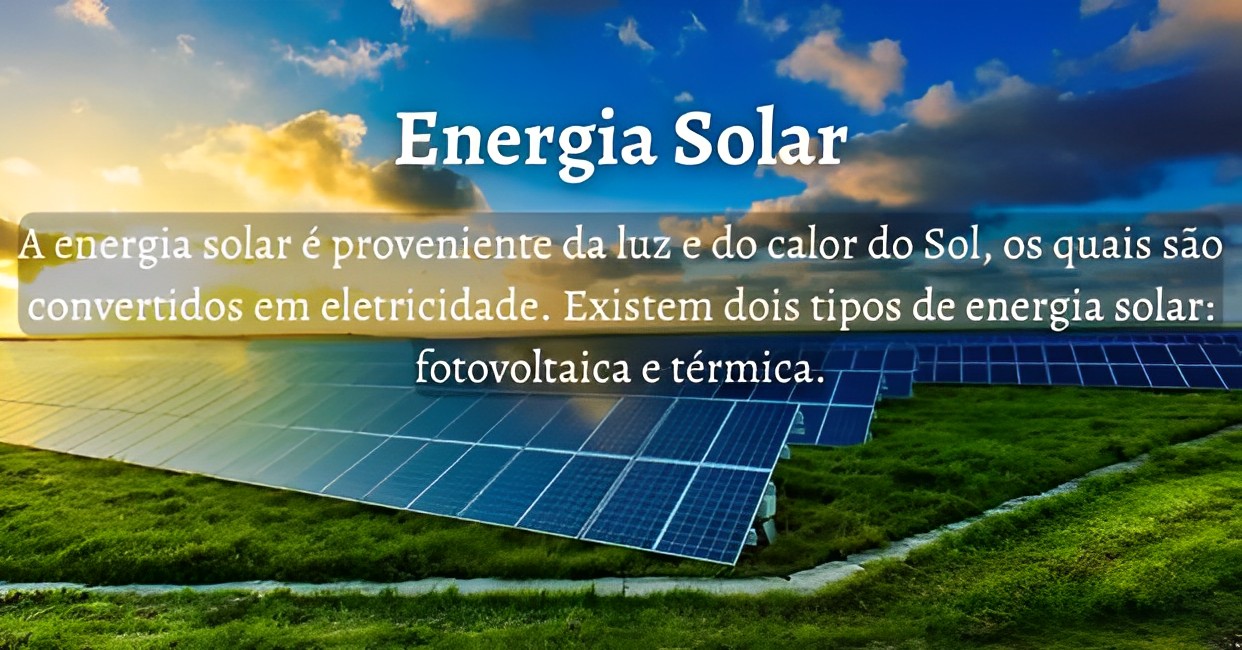 Energia Solar
A energia solar é proveniente da luz e do calor do Sol, os quais são
convertidos em eletricidade. Existem dois tipos de energia solar:
fotovoltaica e térmica.